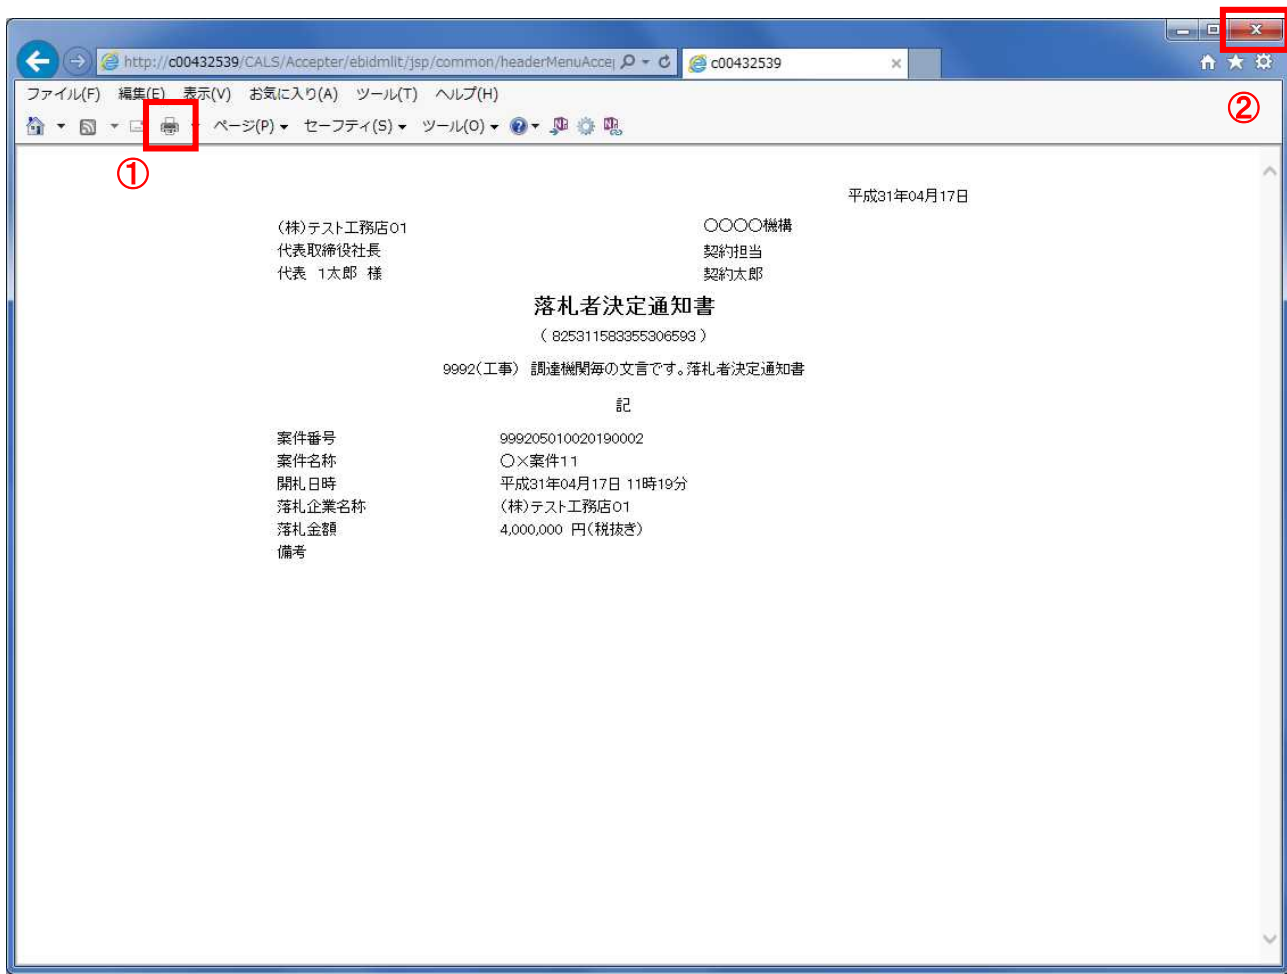 ②
http://c00432539/CALS/Accepter/ebidmlit/jsp/common/headerMenuAccej
c00432539
ファイル(F) 編集(E) 表示(V) お気に入り(A) ツール(T) ヘルプ(H)
ページ(P) セーフティ(S) ツール(O)
①
平成31年04月17日
(株)テスト工務店01
〇〇〇〇機構
代表取締役社長
契約担当
代表 1太郎 様
契約太郎
落札者決定通知書
( 825311583355306593 )
9992(工事) 調達機関毎の文言です。落札者決定通知書
記
案件番号 999205010020190002
案件名称 〇×案件11
開札日時 平成31年04月17日 11時19分
落札企業名称 (株)テスト工務店01
落札金額 4,000,000 円(税抜き)
備考